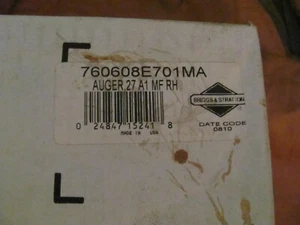 760608E701MA
AUGER,27 A1 MF RH
BRIGGS & STRATTON
0 24847 15241 8
MADE IN USA
DATE CODE
0810